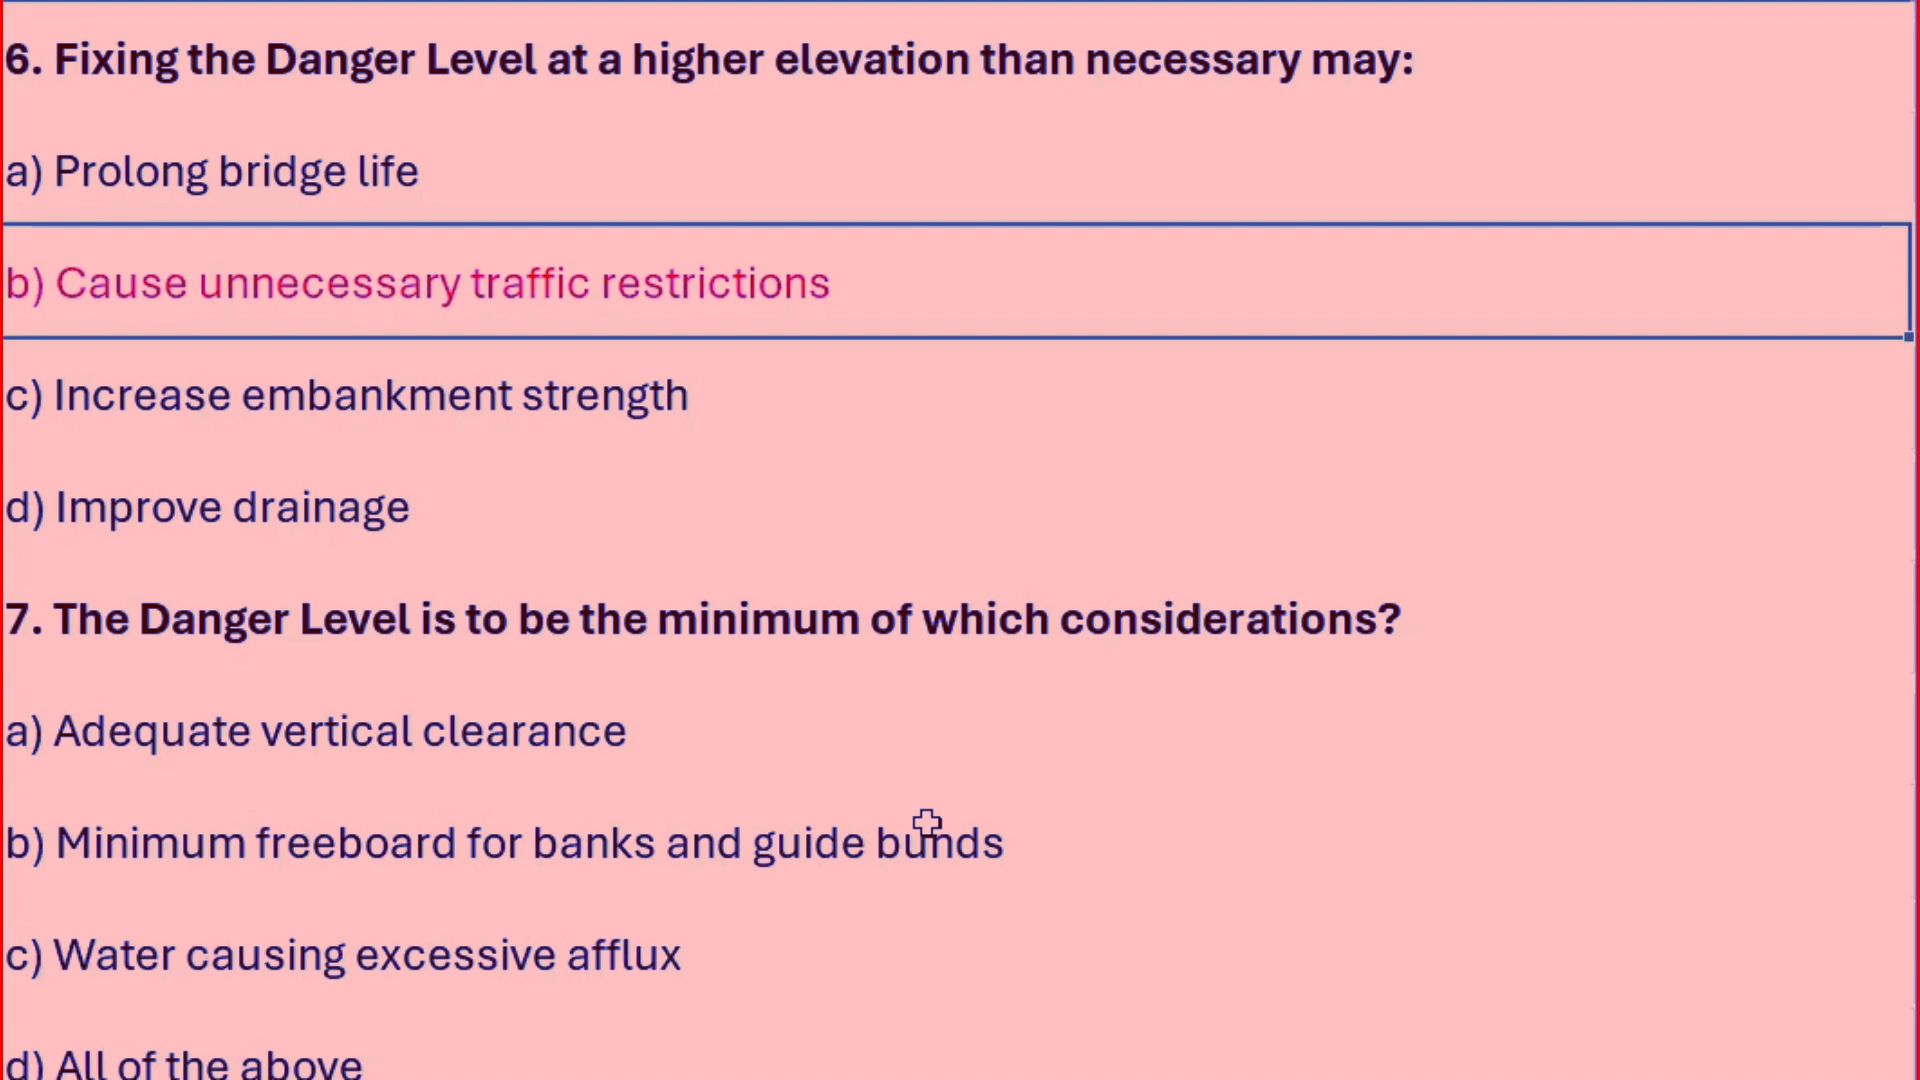 6. Fixing the Danger Level at a higher elevation than necessary may:
a) Prolong bridge life
b) Cause unnecessary traffic restrictions
c) Increase embankment strength
d) Improve drainage
7. The Danger Level is to be the minimum of which considerations?
a) Adequate vertical clearance
b) Minimum freeboard for banks and guide bunds
c) Water causing excessive afflux
d) All of the above